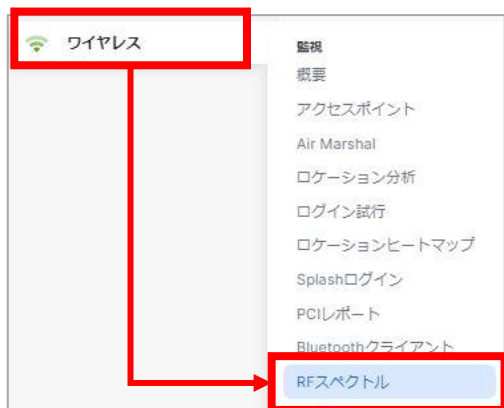 ワイヤレス
監視
概要
アクセスポイント
Air Marshal
ロケーション分析
ログイン試行
ロケーションヒートマップ
Splashログイン
PCIレポート
Bluetoothクライアント
RFスペクトル